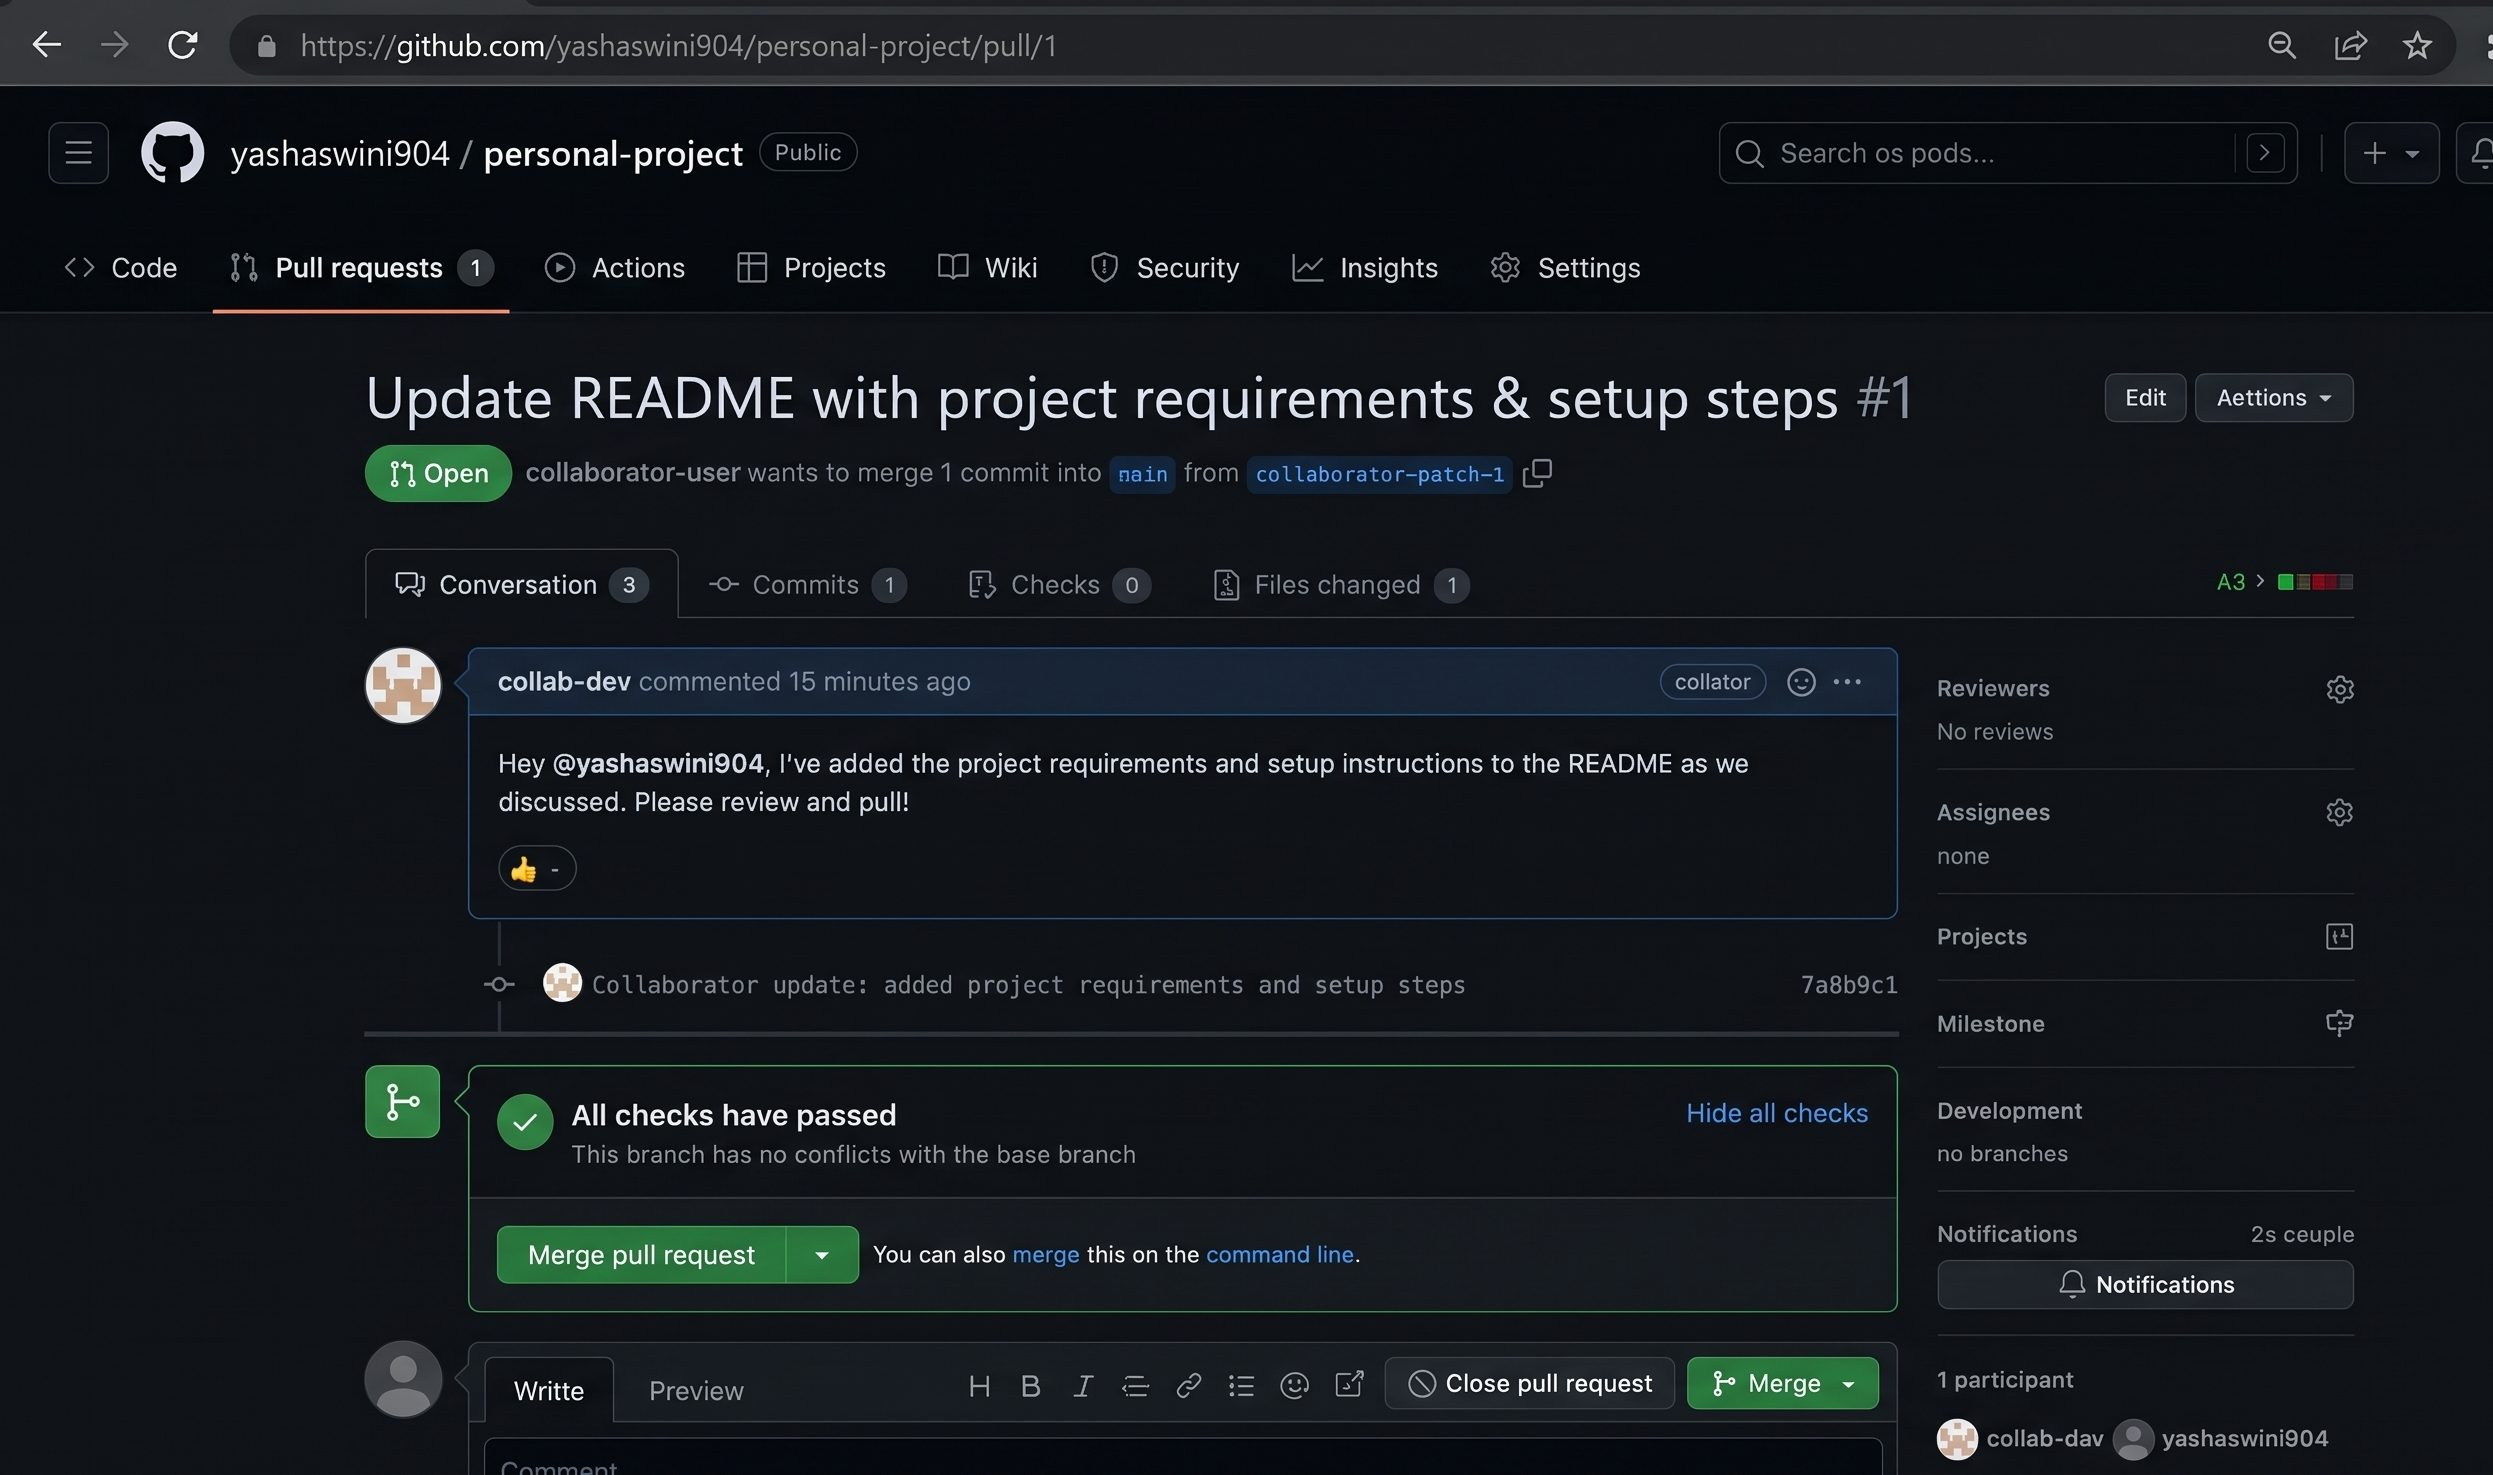 https://github.com/yashaswini904/personal-project/pull/1
yashaswini904 / personal-project Public
Search os pods...
Code Pull requests 1 Actions Projects Wiki Security Insights Settings
Update README with project requirements & setup steps #1
Edit Aettions
Open collaborator-user wants to merge 1 commit into main from collaborator-patch-1
Conversation 3 Commits 1 Checks 0 Files changed 1
A3
collab-dev commented 15 minutes ago
collator
Hey @yashaswini904, I've added the project requirements and setup instructions to the README as we
discussed. Please review and pull!
👍 -
Collaborator update: added project requirements and setup steps 7a8b9c1
All checks have passed
Hide all checks
This branch has no conflicts with the base branch
Merge pull request
You can also merge this on the command line.
Writte Preview
H B I
Close pull request
Merge
Comment
Reviewers
No reviews
Assignees
none
Projects
Milestone
Development
no branches
Notifications 2s ceuple
Notifications
1 participant
collab-dav yashaswini904